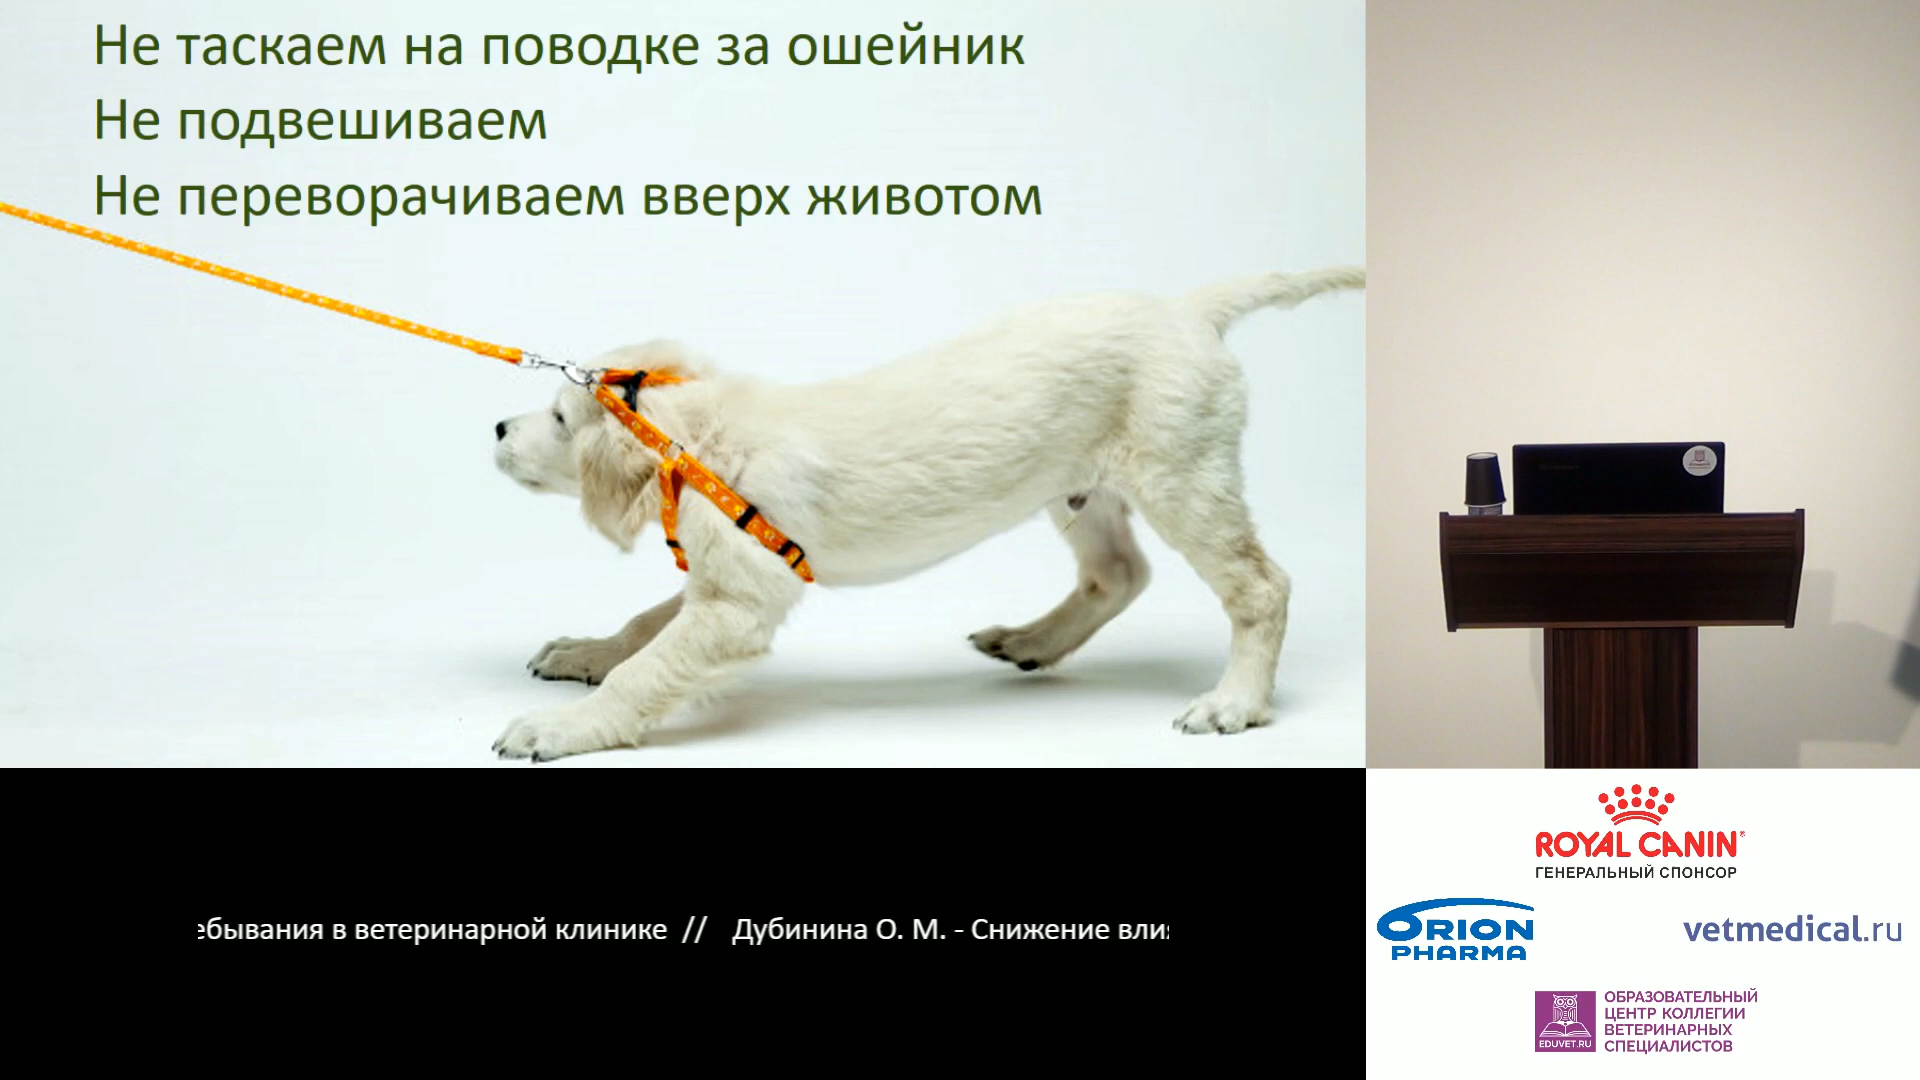 Не таскаем на поводке за ошейник
Не подвешиваем
Не переворачиваем вверх животом
ебывания в ветеринарной клинике // Дубинина О. М. - Снижение вли
ROYAL CANIN
ГЕНЕРАЛЬНЫЙ СПОНСОР
ORION
PHARMA
vetmedical.ru
EDUVET.RU
ОБРАЗОВАТЕЛЬНЫЙ
ЦЕНТР КОЛЛЕГИИ
ВЕТЕРИНАРНЫХ
СПЕЦИАЛИСТОВ